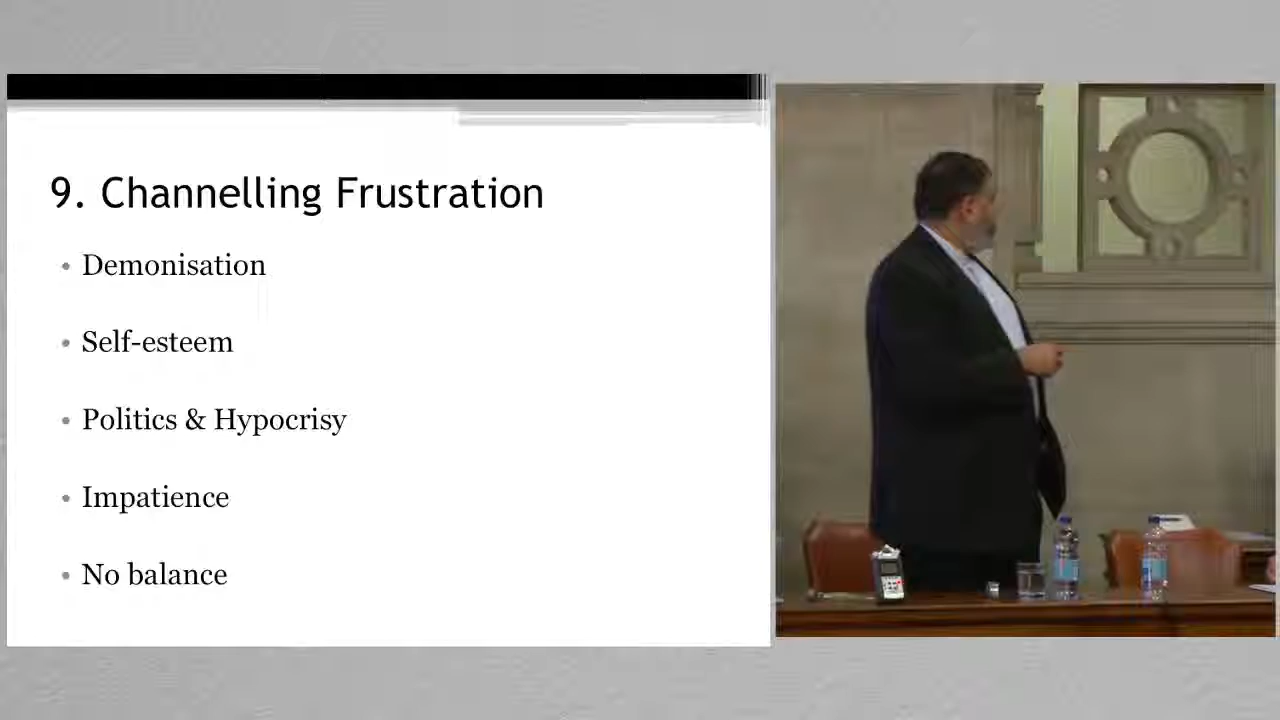 9. Channelling Frustration
Demonisation
Self-esteem
Politics & Hypocrisy
Impatience
No balance